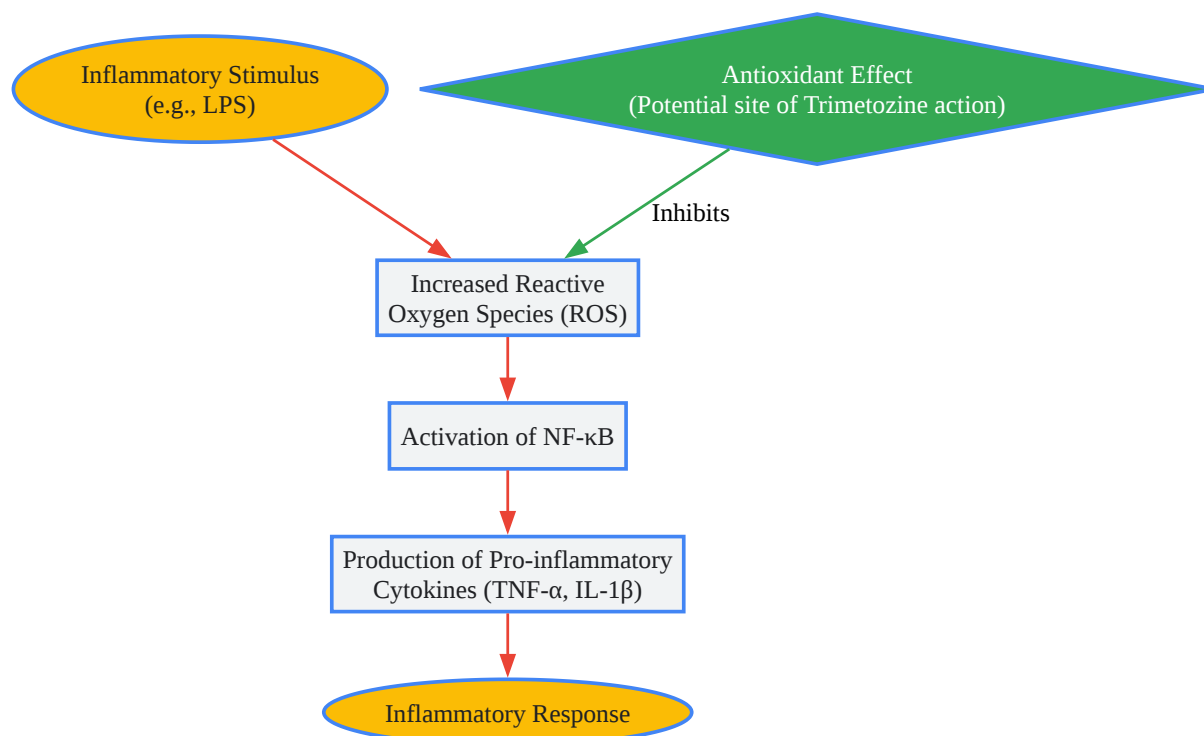 Inflammatory Stimulus
(e.g., LPS)
Antioxidant Effect
(Potential site of Trimetozine action)
Inhibits
Increased Reactive
Oxygen Species (ROS)
Activation of NF-κB
Production of Pro-inflammatory
Cytokines (TNF-α, IL-1β)
Inflammatory Response